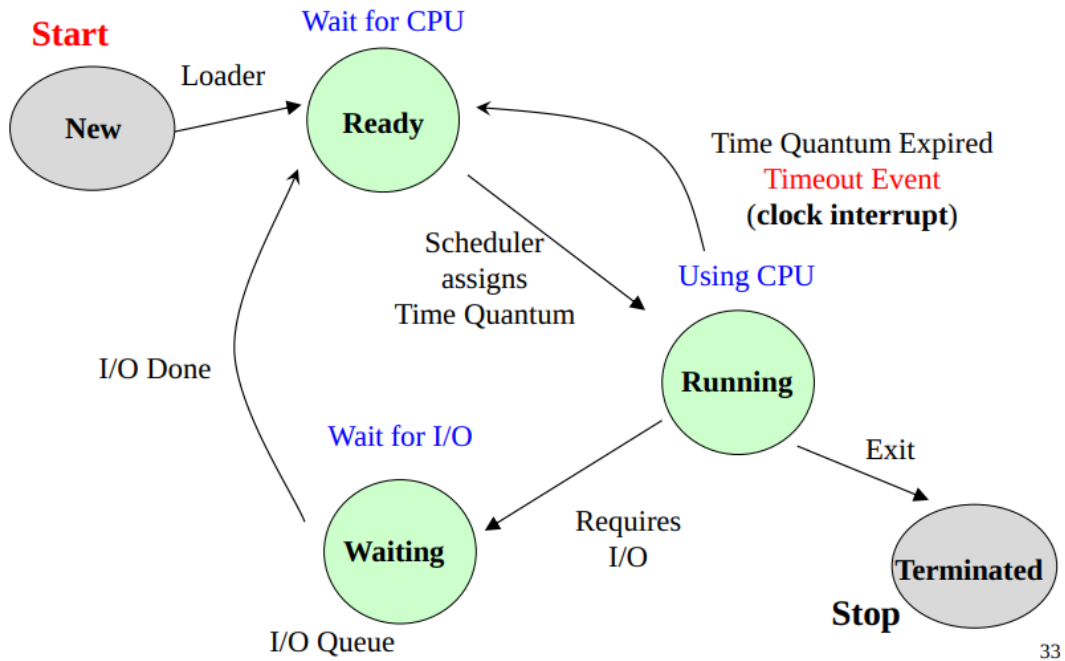 Start
Wait for CPU
Loader
New
Ready
Time Quantum Expired
Timeout Event
(clock interrupt)
Scheduler
assigns
Time Quantum
Using CPU
I/O Done
Running
Wait for I/O
Exit
Requires
I/O
Waiting
Terminated
Stop
I/O Queue
33